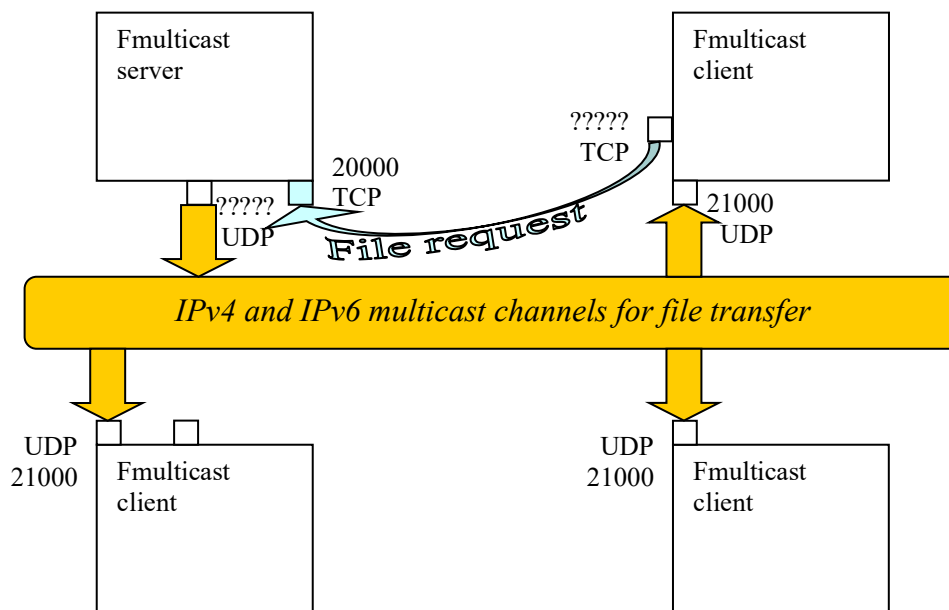 Fmulticast
server
Fmulticast
client
?????
TCP
20000
TCP
?????
UDP
File request
21000
UDP
IPv4 and IPv6 multicast channels for file transfer
UDP
21000
Fmulticast
client
UDP
21000
Fmulticast
client